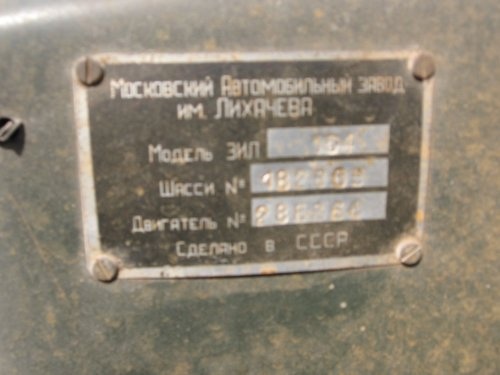 Московский Автомобильный завод
им. Лихачева
Модель ЗИЛ
Шасси №
Двигатель №
Сделано в СССР